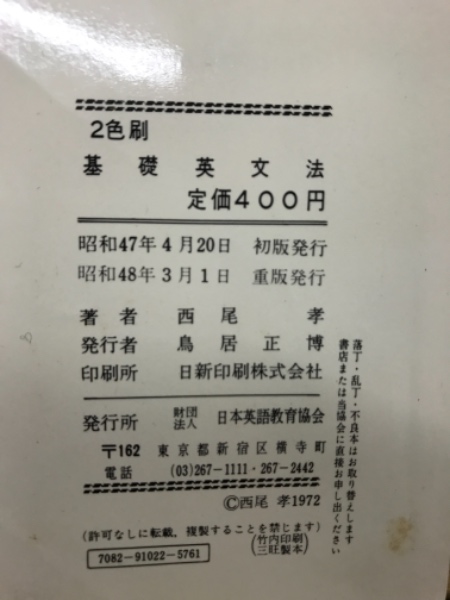 2色刷
基礎英文法
定価400円
昭和47年4月20日 初版発行
昭和48年3月1日 重版発行
著者 西尾 孝
発行者 鳥居正博
印刷所 日新印刷株式会社
発行所 財団法人 日本英語教育協会
〒162 東京都新宿区横寺町
電話 (03)267-1111・267-2442
©西尾 孝1972
(許可なしに転載，複製することを禁じます)
(竹内印刷
三旺製本)
7082-91022-5761
落丁・乱丁・不良本はお取り替えします
書店または当協会に直接お申し出ください